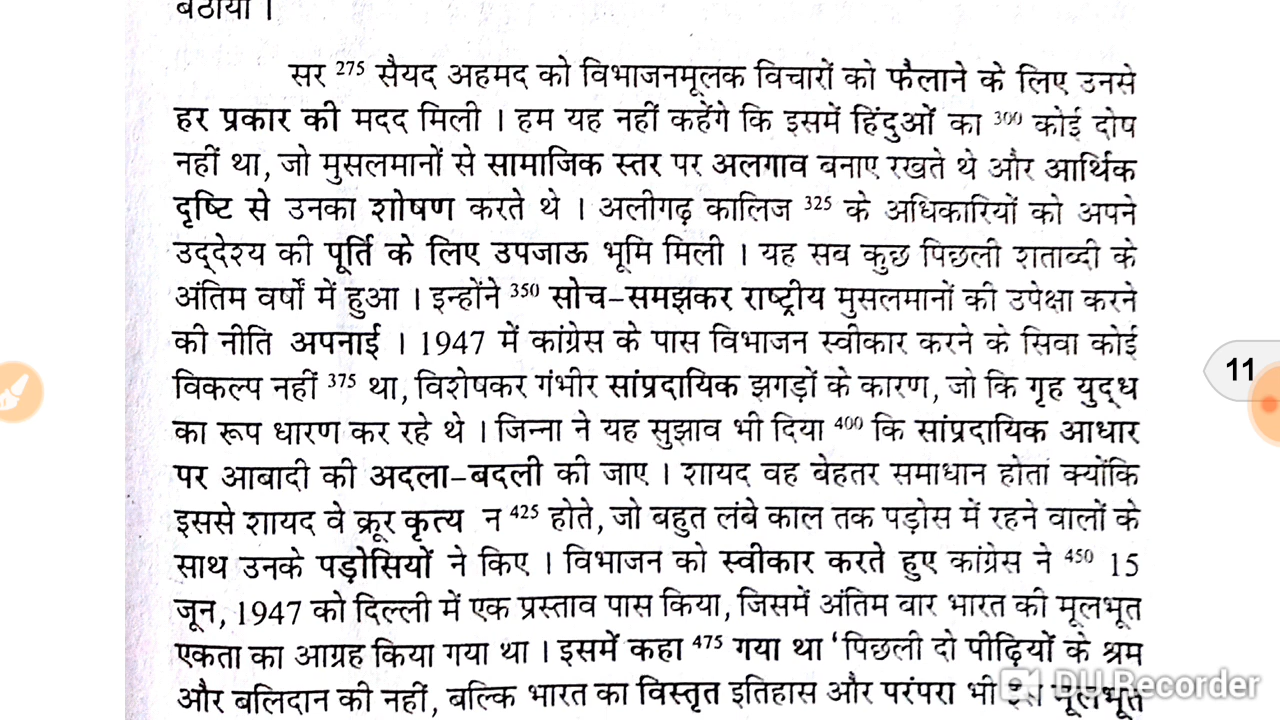 बैठाया ।
सर 275 सैयद अहमद को विभाजनमूलक विचारों को फैलाने के लिए उनसे
हर प्रकार की मदद मिली । हम यह नहीं कहेंगे कि इसमें हिंदुओं का 300 कोई दोष
नहीं था, जो मुसलमानों से सामाजिक स्तर पर अलगाव बनाए रखते थे और आर्थिक
दृष्टि से उनका शोषण करते थे । अलीगढ़ कालिज 325 के अधिकारियों को अपने
उद्देश्य की पूर्ति के लिए उपजाऊ भूमि मिली । यह सब कुछ पिछली शताब्दी के
अंतिम वर्षों में हुआ । इन्होंने 350 सोच-समझकर राष्ट्रीय मुसलमानों की उपेक्षा करने
की नीति अपनाई । 1947 में कांग्रेस के पास विभाजन स्वीकार करने के सिवा कोई
11
विकल्प नहीं 375 था, विशेषकर गंभीर सांप्रदायिक झगड़ों के कारण, जो कि गृह युद्ध
का रूप धारण कर रहे थे । जिन्ना ने यह सुझाव भी दिया 400 कि सांप्रदायिक आधार
पर आबादी की अदला-बदली की जाए । शायद वह बेहतर समाधान होता क्योंकि
इससे शायद वे क्रूर कृत्य न 425 होते, जो बहुत लंबे काल तक पड़ोस में रहने वालों के
साथ उनके पड़ोसियों ने किए । विभाजन को स्वीकार करते हुए कांग्रेस ने 450 15
जून, 1947 को दिल्ली में एक प्रस्ताव पास किया, जिसमें अंतिम बार भारत की मूलभूत
एकता का आग्रह किया गया था । इसमें कहा 475 गया था ‘पिछली दो पीढ़ियों के श्रम
और बलिदान की नहीं, बल्कि भारत का विस्तृत इतिहास और परंपरा भी इस मूलभूत
DU Recorder